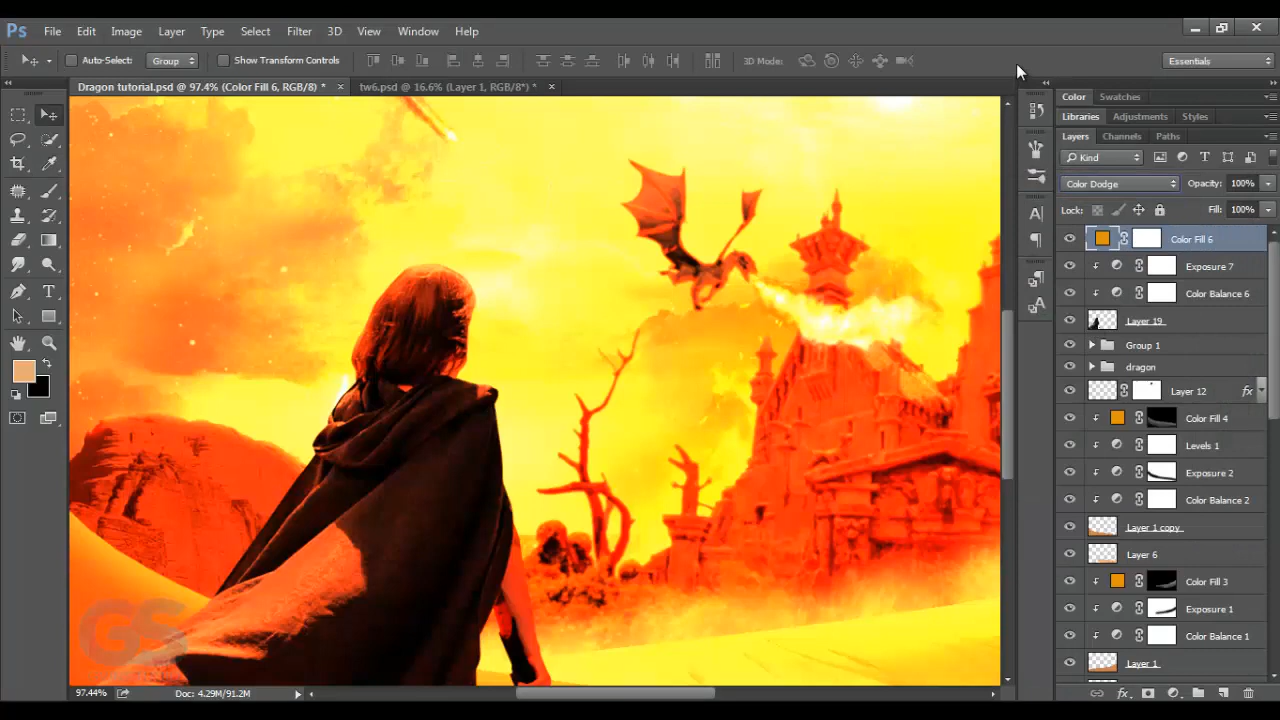 Ps File Edit Image Layer Type Select Filter 3D View Window Help
Auto-Select: Group Show Transform Controls 3D Mode: Essentials
Dragon tutorial.psd @ 97.4% (Color Fill 6, RGB/8) * × tw6.psd @ 16.6% (Layer 1, RGB/8*) * ×
Color Swatches
Libraries Adjustments Styles
Layers Channels Paths
Kind
Color Dodge Opacity: 100%
Lock: Fill: 100%
Color Fill 6
Exposure 7
Color Balance 6
Layer 19
Group 1
dragon
Layer 12 fx
Color Fill 4
Levels 1
Exposure 2
Color Balance 2
Layer 1 copy
Layer 6
Color Fill 3
Exposure 1
Color Balance 1
Layer 1
GS
97.44% Doc: 4.29M/91.2M